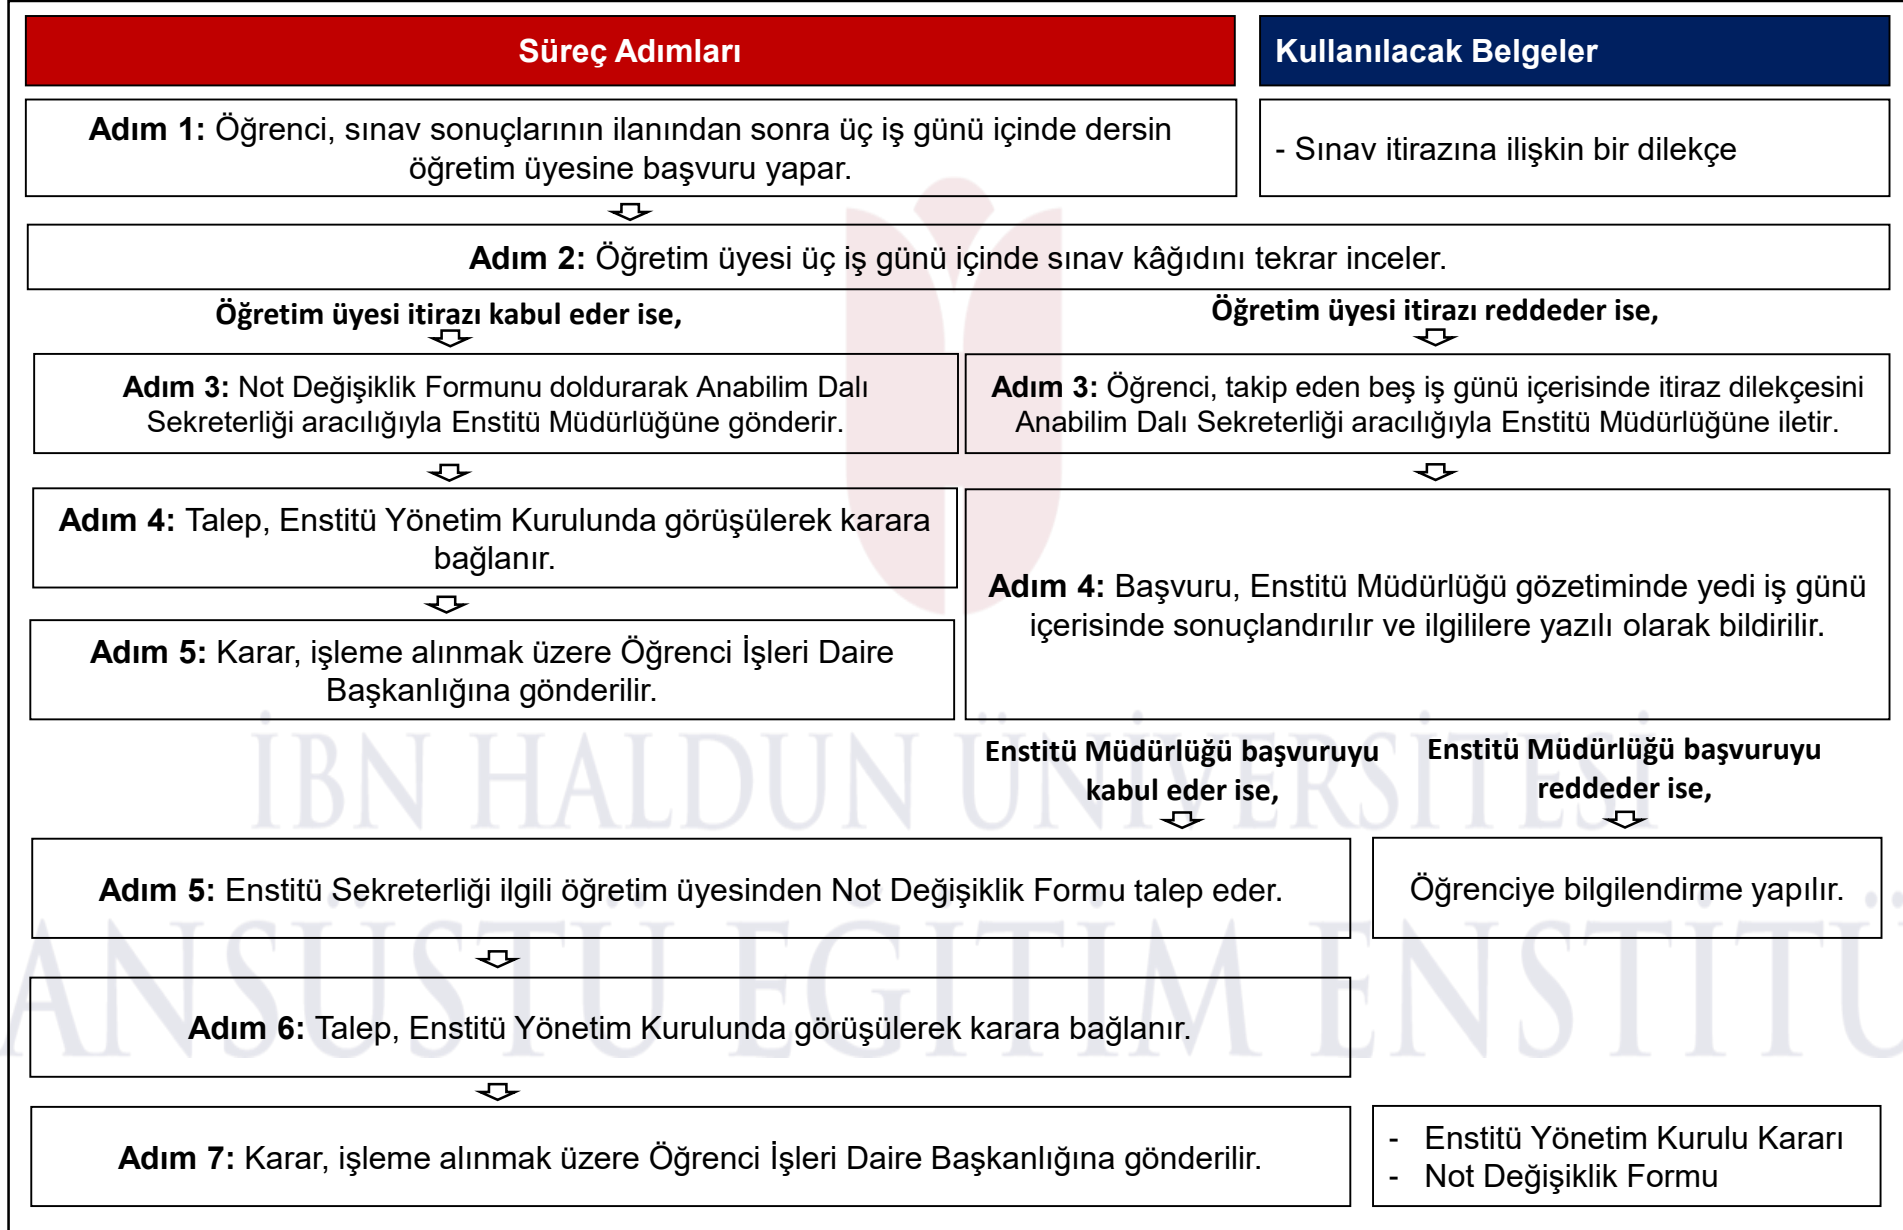 Süreç Adımları
Kullanılacak Belgeler
Adım 1: Öğrenci, sınav sonuçlarının ilanından sonra üç iş günü içinde dersin
öğretim üyesine başvuru yapar.
- Sınav itirazına ilişkin bir dilekçe
Adım 2: Öğretim üyesi üç iş günü içinde sınav kâğıdını tekrar inceler.
Öğretim üyesi itirazı kabul eder ise,
Öğretim üyesi itirazı reddeder ise,
Adım 3: Not Değişiklik Formunu doldurarak Anabilim Dalı
Sekreterliği aracılığıyla Enstitü Müdürlüğüne gönderir.
Adım 3: Öğrenci, takip eden beş iş günü içerisinde itiraz dilekçesini
Anabilim Dalı Sekreterliği aracılığıyla Enstitü Müdürlüğüne iletir.
Adım 4: Talep, Enstitü Yönetim Kurulunda görüşülerek karara
bağlanır.
Adım 4: Başvuru, Enstitü Müdürlüğü gözetiminde yedi iş günü
içerisinde sonuçlandırılır ve ilgililere yazılı olarak bildirilir.
Adım 5: Karar, işleme alınmak üzere Öğrenci İşleri Daire
Başkanlığına gönderilir.
İBN HALDUN ÜNİVERSİTESİ
Enstitü Müdürlüğü başvuruyu
kabul eder ise,
Enstitü Müdürlüğü başvuruyu
reddeder ise,
Adım 5: Enstitü Sekreterliği ilgili öğretim üyesinden Not Değişiklik Formu talep eder.
Öğrenciye bilgilendirme yapılır.
ANSÜSTÜ EĞİTİM ENSTİTÜ
Adım 6: Talep, Enstitü Yönetim Kurulunda görüşülerek karara bağlanır.
Adım 7: Karar, işleme alınmak üzere Öğrenci İşleri Daire Başkanlığına gönderilir.
- Enstitü Yönetim Kurulu Kararı
- Not Değişiklik Formu